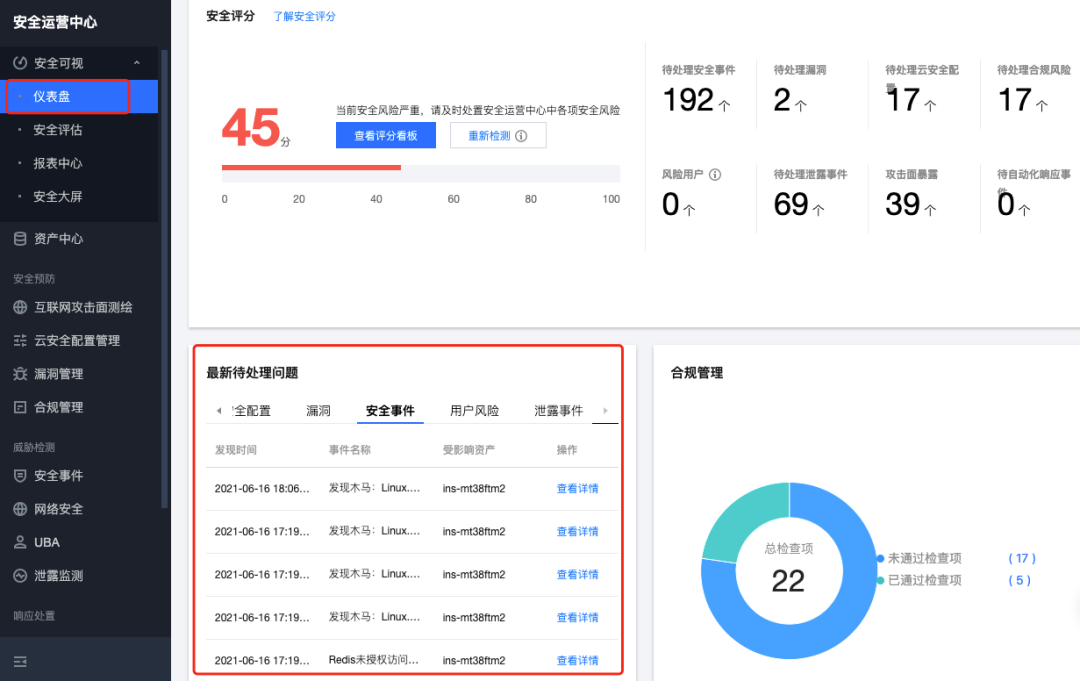 安全运营中心
安全可视
仪表盘
安全评估
报表中心
安全大屏
资产中心
安全预防
互联网攻击面测绘
云安全配置管理
漏洞管理
合规管理
威胁检测
安全事件
网络安全
UBA
泄露监测
响应处置
安全评分 了解安全评分
45分
当前安全风险严重，请及时处置安全运营中心中各项安全风险
查看评分看板 重新检测
0 20 40 60 80 100
待处理安全事件 待处理漏洞 待处理云安全配置 待处理合规风险
192个 2个 17个 17个
风险用户 待处理泄露事件 攻击面暴露 待自动化响应事件
0个 69个 39个 0个
最新待处理问题
全配置 漏洞 安全事件 用户风险 泄露事件
发现时间 事件名称 受影响资产 操作
2021-06-16 18:06... 发现木马：Linux.... ins-mt38ftm2 查看详情
2021-06-16 17:19... 发现木马：Linux.... ins-mt38ftm2 查看详情
2021-06-16 17:19... 发现木马：Linux.... ins-mt38ftm2 查看详情
2021-06-16 17:19... 发现木马：Linux.... ins-mt38ftm2 查看详情
2021-06-16 17:19... Redis未授权访问... ins-mt38ftm2 查看详情
合规管理
总检查项
22
未通过检查项 (17)
已通过检查项 (5)